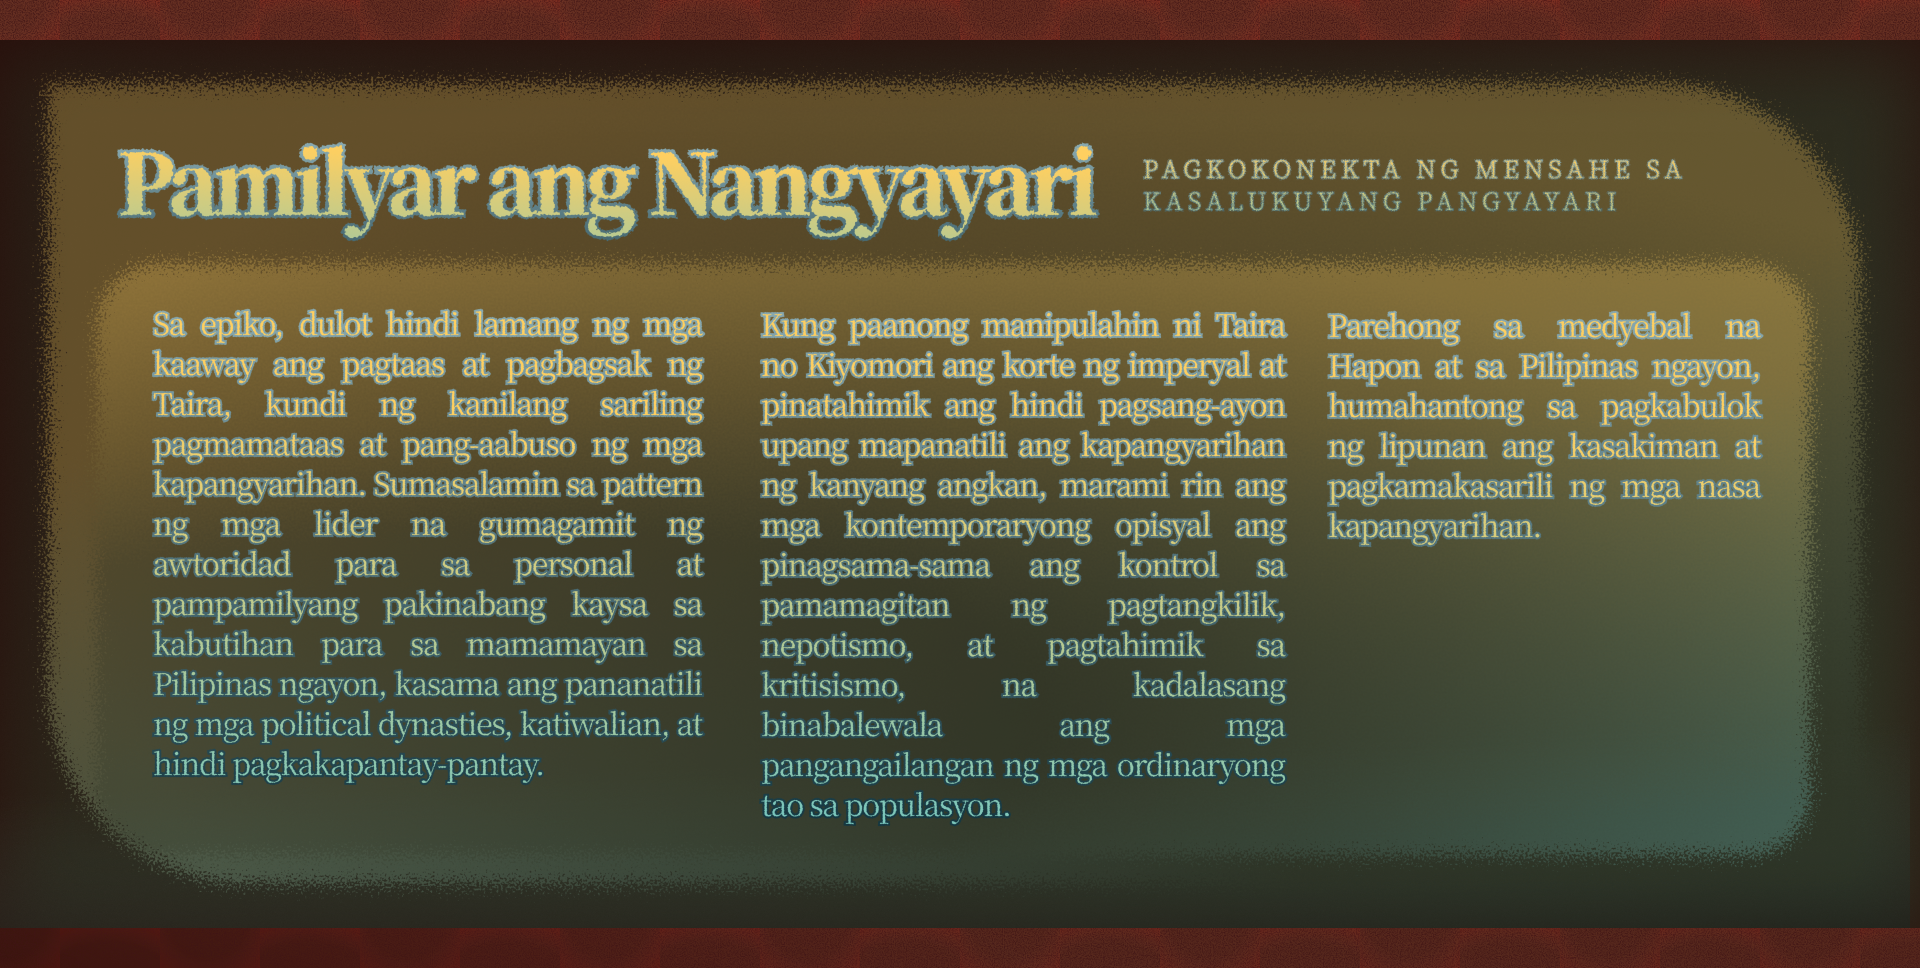 Pamilyar ang Nangyayari
PAGKOKONEKTA NG MENSAHE SA
KASALUKUYANG PANGYAYARI
Sa epiko, dulot hindi lamang ng mga
kaaway ang pagtaas at pagbagsak ng
Taira, kundi ng kanilang sariling
pagmamataas at pang-aabuso ng mga
kapangyarihan. Sumasalamin sa pattern
ng mga lider na gumagamit ng
awtoridad para sa personal at
pampamilyang pakinabang kaysa sa
kabutihan para sa mamamayan sa
Pilipinas ngayon, kasama ang pananatili
ng mga political dynasties, katiwalian, at
hindi pagkakapantay-pantay.
Kung paanong manipulahin ni Taira
no Kiyomori ang korte ng imperyal at
pinatahimik ang hindi pagsang-ayon
upang mapanatili ang kapangyarihan
ng kanyang angkan, marami rin ang
mga kontemporaryong opisyal ang
pinagsama-sama ang kontrol sa
pamamagitan ng pagtangkilik,
nepotismo, at pagtahimik sa
kritisismo, na kadalasang
binabalewala ang mga
pangangailangan ng mga ordinaryong
tao sa populasyon.
Parehong sa medyebal na
Hapon at sa Pilipinas ngayon,
humahantong sa pagkabulok
ng lipunan ang kasakiman at
pagkamakasarili ng mga nasa
kapangyarihan.